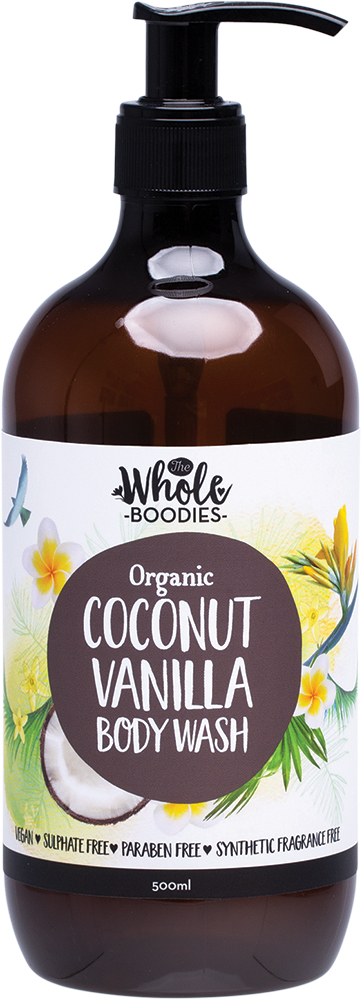 The
Whole
-BOODIES-
Organic
COCONUT
VANILLA
BODY WASH
VEGAN ♥ SULPHATE FREE ♥ PARABEN FREE ♥ SYNTHETIC FRAGRANCE FREE
500ml